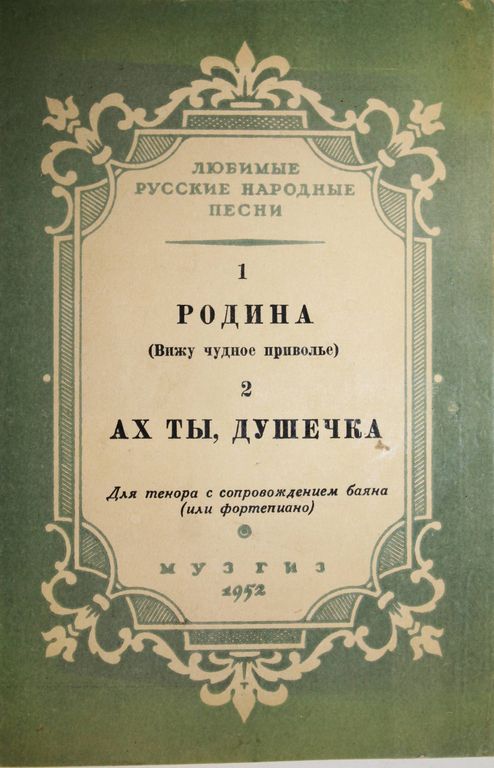 ЛЮБИМЫЕ
РУССКИЕ НАРОДНЫЕ
ПЕСНИ
1
РОДИНА
(Вижу чудное приволье)
2
АХ ТЫ, ДУШЕЧКА
Для тенора с сопровождением баяна
(или фортепиано)
МУЗГИЗ
1952